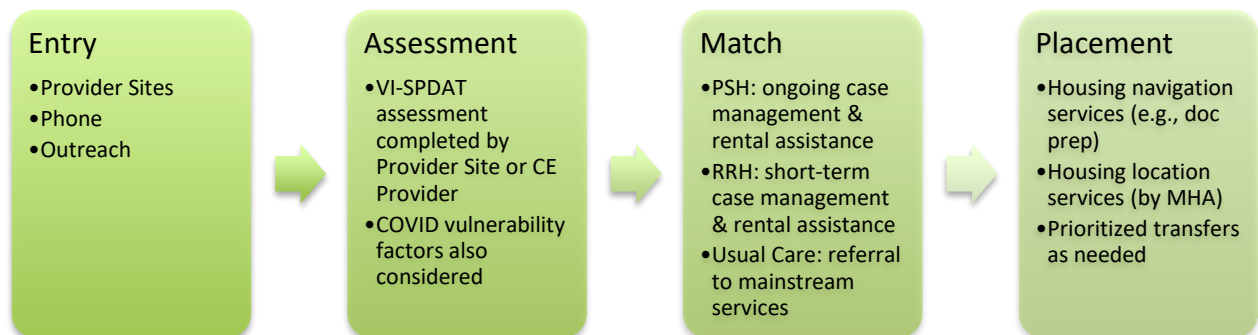 Entry
•Provider Sites
•Phone
•Outreach
Assessment
•VI-SPDAT
assessment
completed by
Provider Site or CE
Provider
•COVID vulnerability
factors also
considered
Match
•PSH: ongoing case
management &
rental assistance
•RRH: short-term
case management
& rental assistance
•Usual Care: referral
to mainstream
services
Placement
•Housing navigation
services (e.g., doc
prep)
•Housing location
services (by MHA)
•Prioritized transfers
as needed